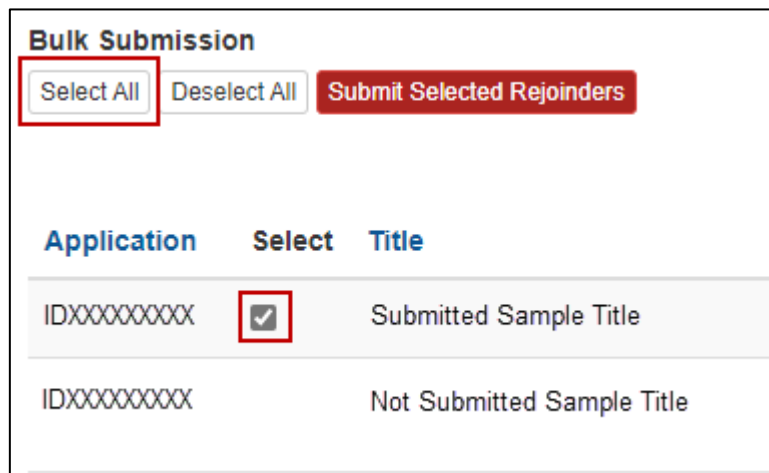 Bulk Submission
Select All Deselect All Submit Selected Rejoinders
Application Select Title
IDXXXXXXXXX Submitted Sample Title
IDXXXXXXXXX Not Submitted Sample Title